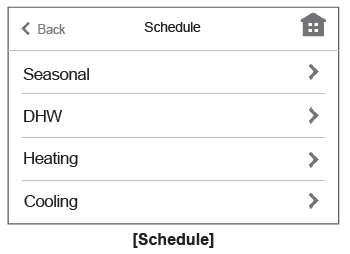 Back Schedule
Seasonal
DHW
Heating
Cooling
[Schedule]